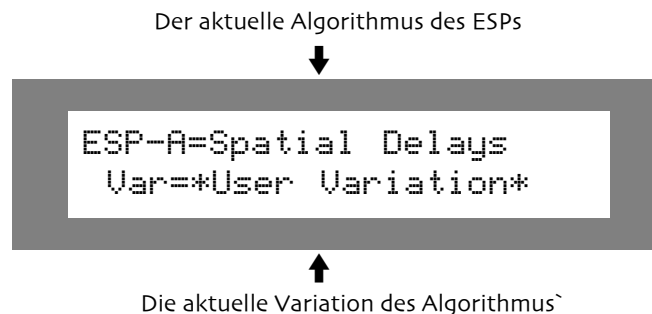 Der aktuelle Algorithmus des ESPs
ESP-A=Spatial Delays
Var=*User Variation*
Die aktuelle Variation des Algorithmus`